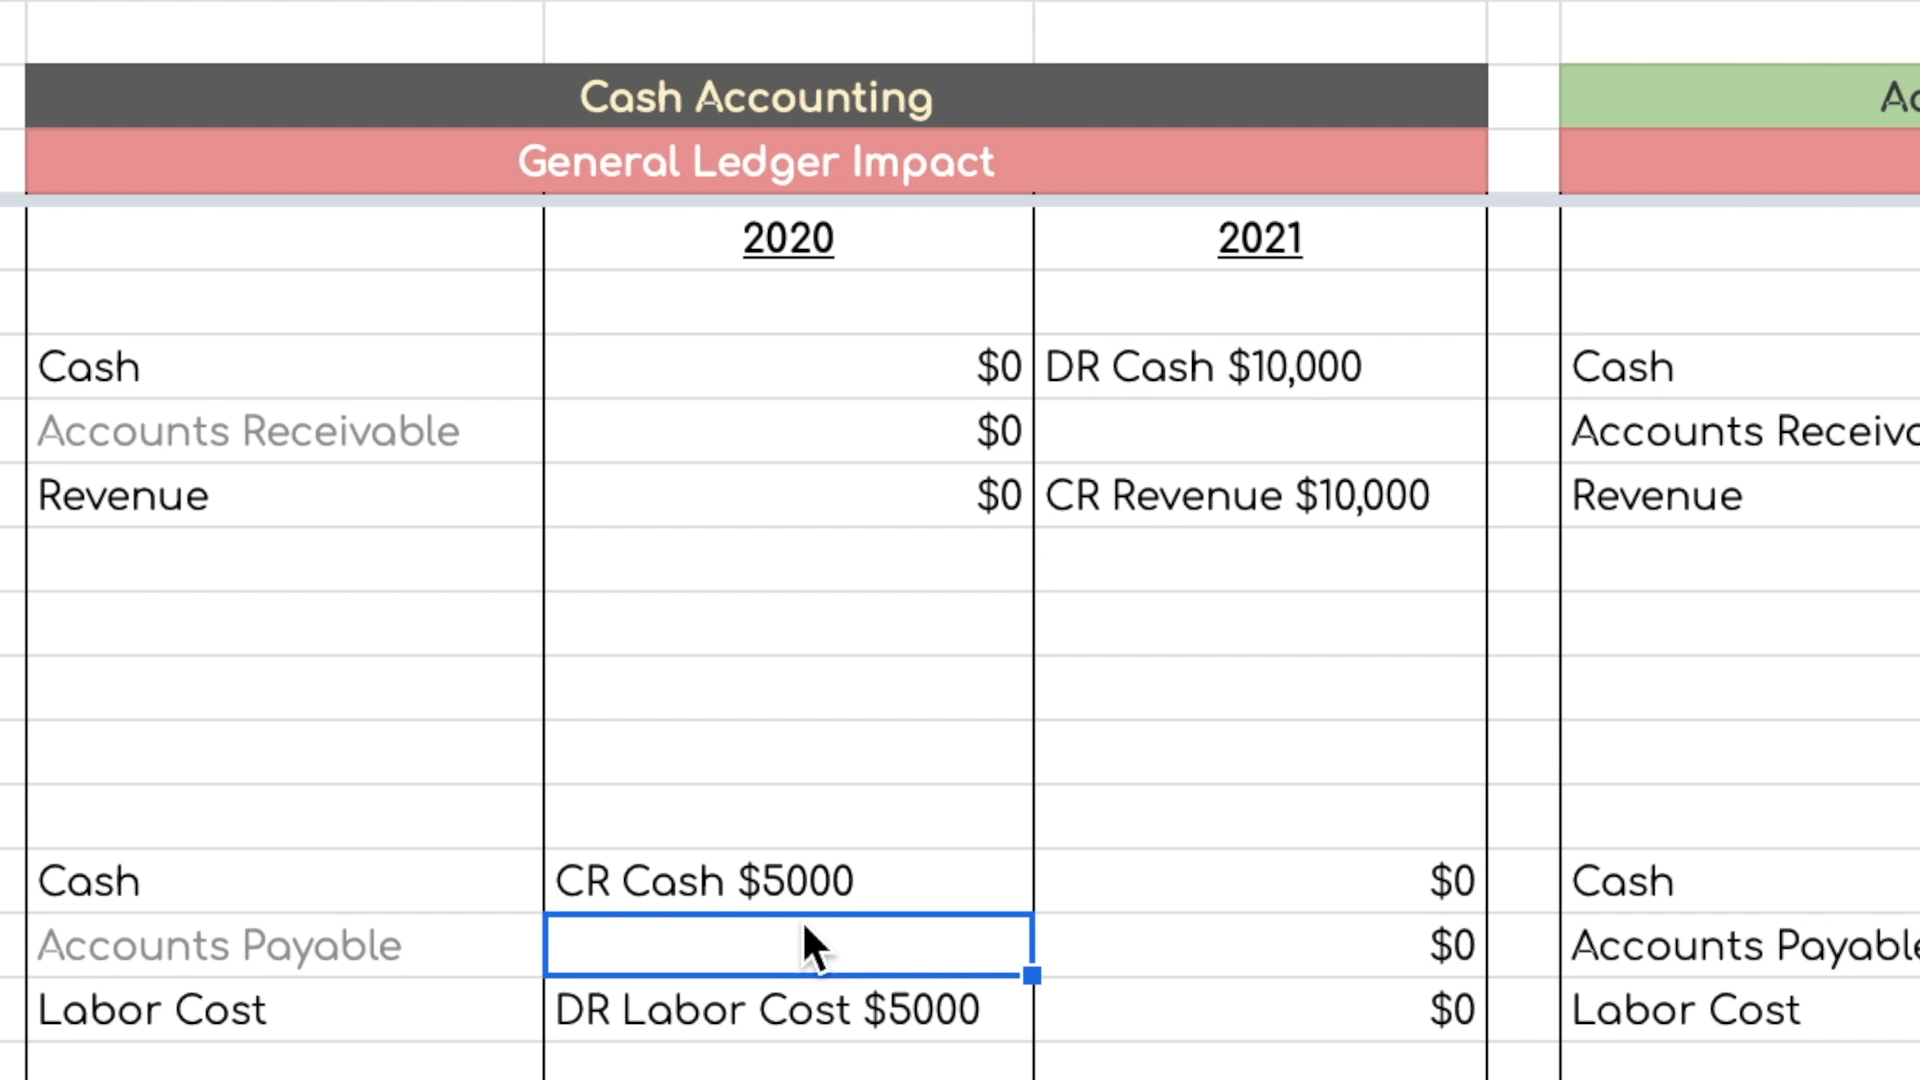 Cash Accounting
General Ledger Impact
2020 2021
Cash $0 DR Cash $10,000 Cash
Accounts Receivable $0
Revenue $0 CR Revenue $10,000 Revenue
Cash CR Cash $5000 $0 Cash
Accounts Payable $0 Accounts Payable
Labor Cost DR Labor Cost $5000 $0 Labor Cost